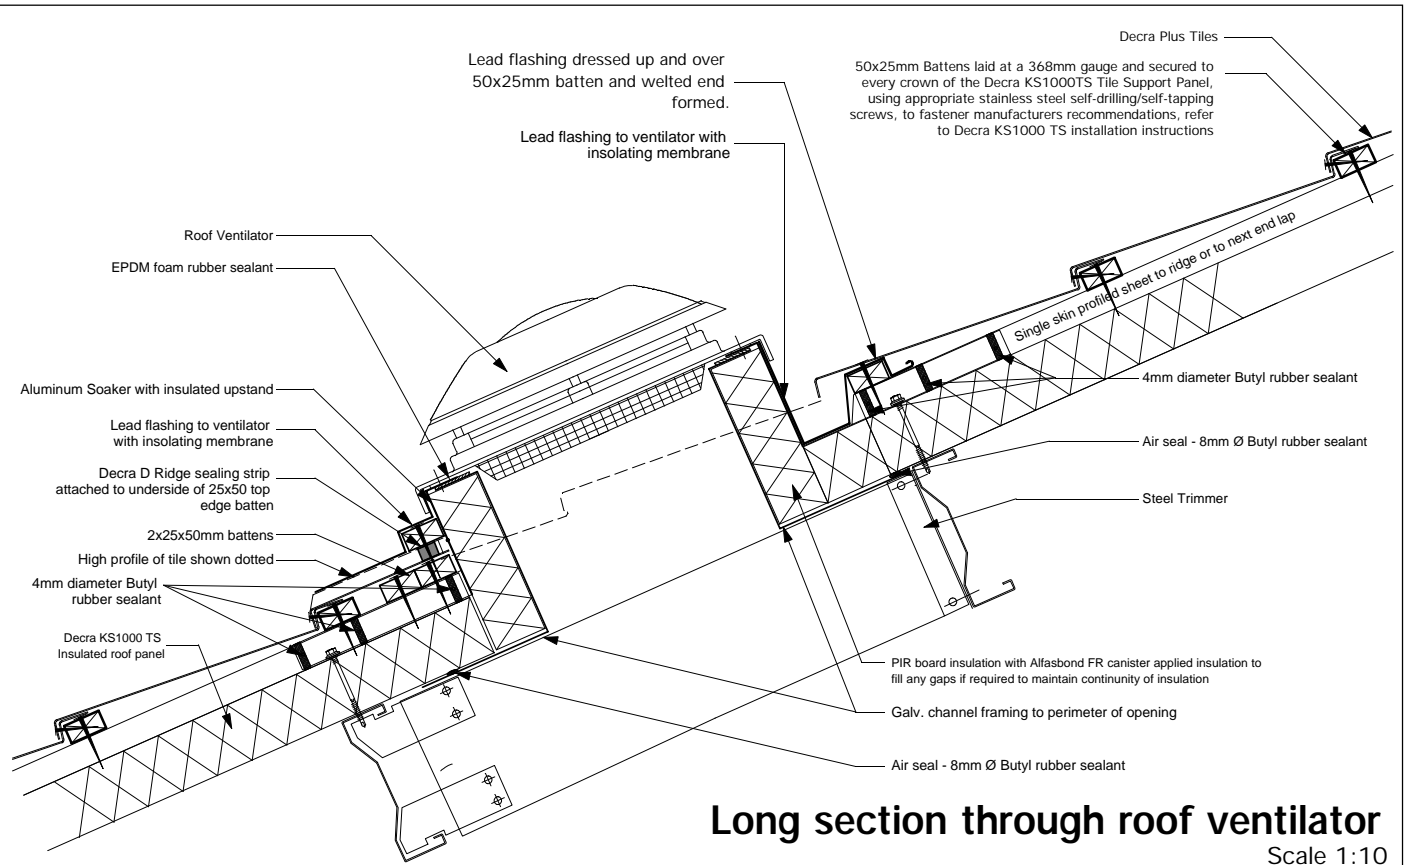 Decra Plus Tiles
50x25mm Battens laid at a 368mm gauge and secured to
every crown of the Decra KS1000TS Tile Support Panel,
using appropriate stainless steel self-drilling/self-tapping
screws, to fastener manufacturers recommendations, refer
to Decra KS1000 TS installation instructions
Lead flashing dressed up and over
50x25mm batten and welted end
formed.
Lead flashing to ventilator with
insolating membrane
Roof Ventilator
EPDM foam rubber sealant
Aluminum Soaker with insulated upstand
Lead flashing to ventilator
with insolating membrane
Decra D Ridge sealing strip
attached to underside of 25x50 top
edge batten
2x25x50mm battens
High profile of tile shown dotted
4mm diameter Butyl
rubber sealant
Decra KS1000 TS
Insulated roof panel
Single skin profiled sheet to ridge or to next end lap
4mm diameter Butyl rubber sealant
Air seal - 8mm Ø Butyl rubber sealant
Steel Trimmer
PIR board insulation with Alfasbond FR canister applied insulation to
fill any gaps if required to maintain continunity of insulation
Galv. channel framing to perimeter of opening
Air seal - 8mm Ø Butyl rubber sealant
Long section through roof ventilator
Scale 1:10